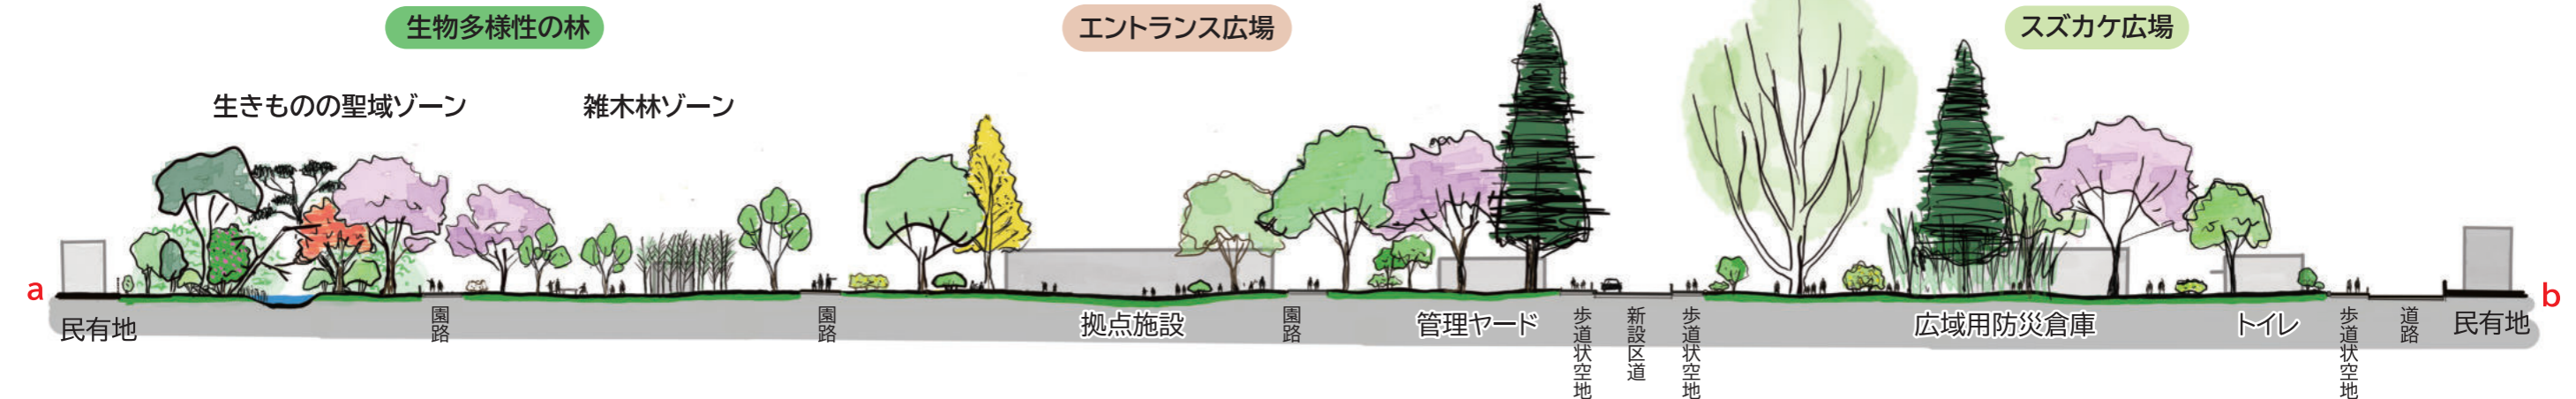 生物多様性の林
エントランス広場
スズカケ広場
生きものの聖域ゾーン
雑木林ゾーン
a
b
民有地
園路
園路
拠点施設
園路
管理ヤード
歩道状空地
新設区道
歩道状空地
広域用防災倉庫
トイレ
歩道状空地
道路
民有地